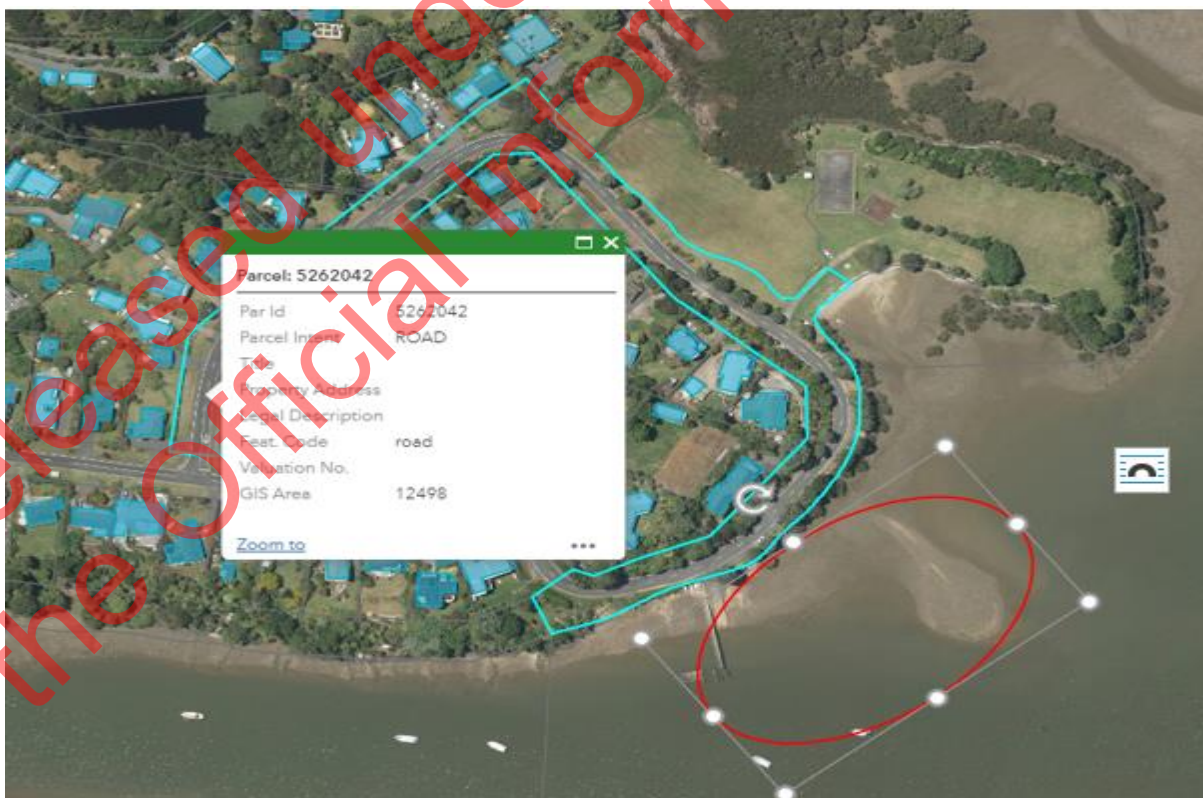 Released under
the Official Inform
Parcel: 5262042
Par Id 5262042
Parcel Intent ROAD
Title
Property Address
Legal Description
Feat. Code road
Valuation No.
GIS Area 12498
Zoom to